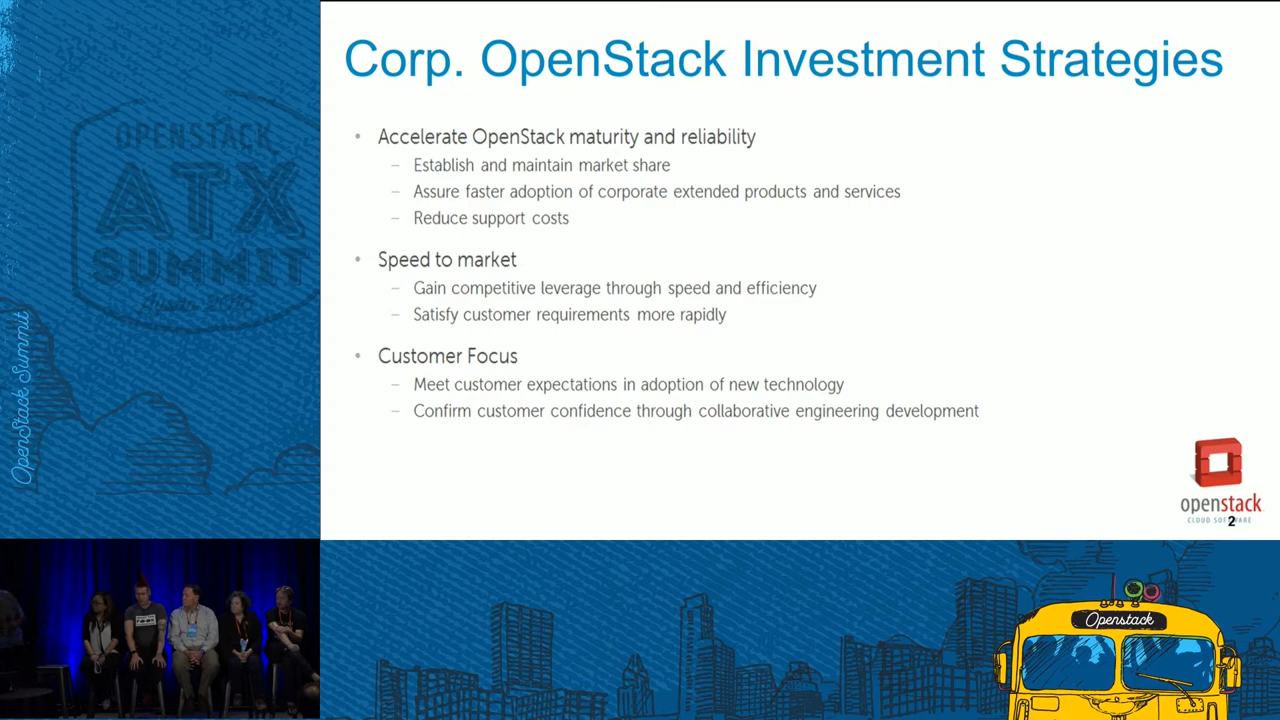 Corp. OpenStack Investment Strategies
• Accelerate OpenStack maturity and reliability
– Establish and maintain market share
– Assure faster adoption of corporate extended products and services
– Reduce support costs
• Speed to market
– Gain competitive leverage through speed and efficiency
– Satisfy customer requirements more rapidly
• Customer Focus
– Meet customer expectations in adoption of new technology
– Confirm customer confidence through collaborative engineering development
openstack
CLOUD SOFTWARE
2
OPENSTACK
ATX
SUMMIT
Austin 2016
OpenStack Summit
Openstack